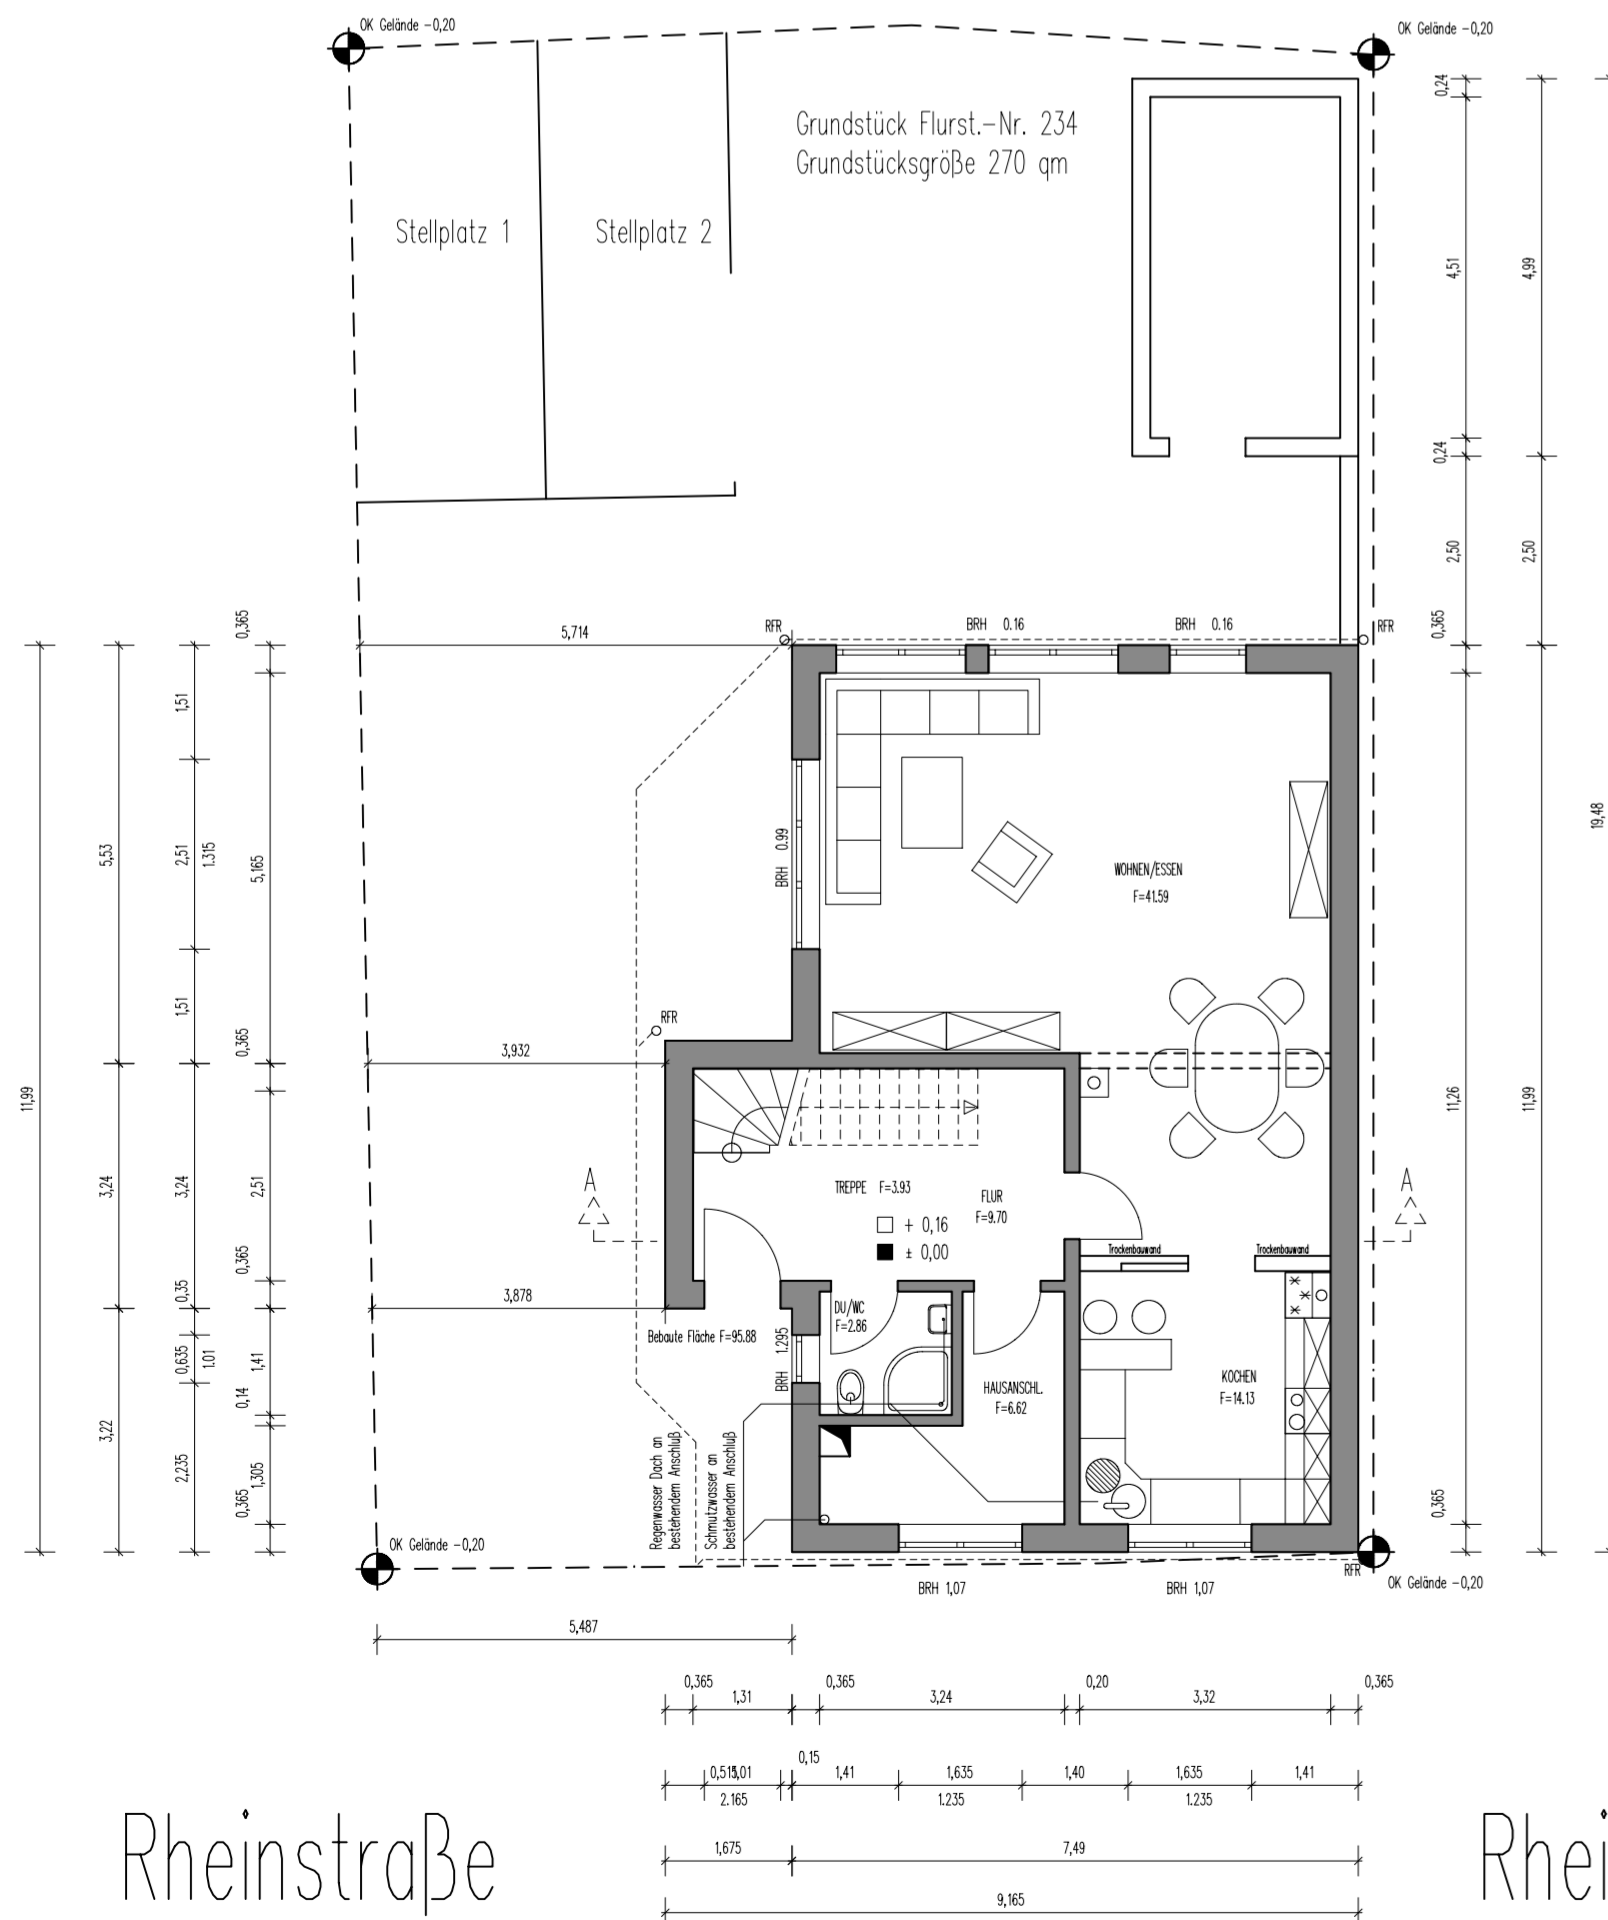 OK Gelände -0,20
OK Gelände -0,20
Grundstück Flurst.-Nr. 234
Grundstücksgröße 270 qm
Stellplatz 1
Stellplatz 2
0,24
4,51
4,99
0,24
2,50
2,50
0,365
0,365
5,714
RFR
BRH 0.16
BRH 0.16
RFR
1,51
5,53
2,51
1.315
5,165
BRH 0.99
WOHNEN/ESSEN
F=41.59
19,48
1,51
0,365
RFR
3,932
11,99
11,26
11,99
3,24
3,24
2,51
A
A
TREPPE F=3.93
FLUR
F=9.70
+ 0,16
± 0,00
Trockenbauwand
Trockenbauwand
0,365
0,35
3,878
DU/WC
F=2.86
Bebaute Fläche F=95.88
BRH 1.295
0,635
1.01
1,41
0,14
HAUSANSCHL.
F=6.62
KOCHEN
F=14.13
3,22
2,235
1,305
0,365
0,365
Regenwasser Dach an
bestehendem Anschluß
Schmutzwasser an
bestehendem Anschluß
OK Gelände -0,20
RFR
OK Gelände -0,20
BRH 1,07
BRH 1,07
5,487
0,365
1,31
0,365
3,24
0,20
3,32
0,365
0,515
1,01
2.165
0,15
1,41
1,635
1.235
1,40
1,635
1.235
1,41
1,675
7,49
9,165
Rheinstraße
Rhei